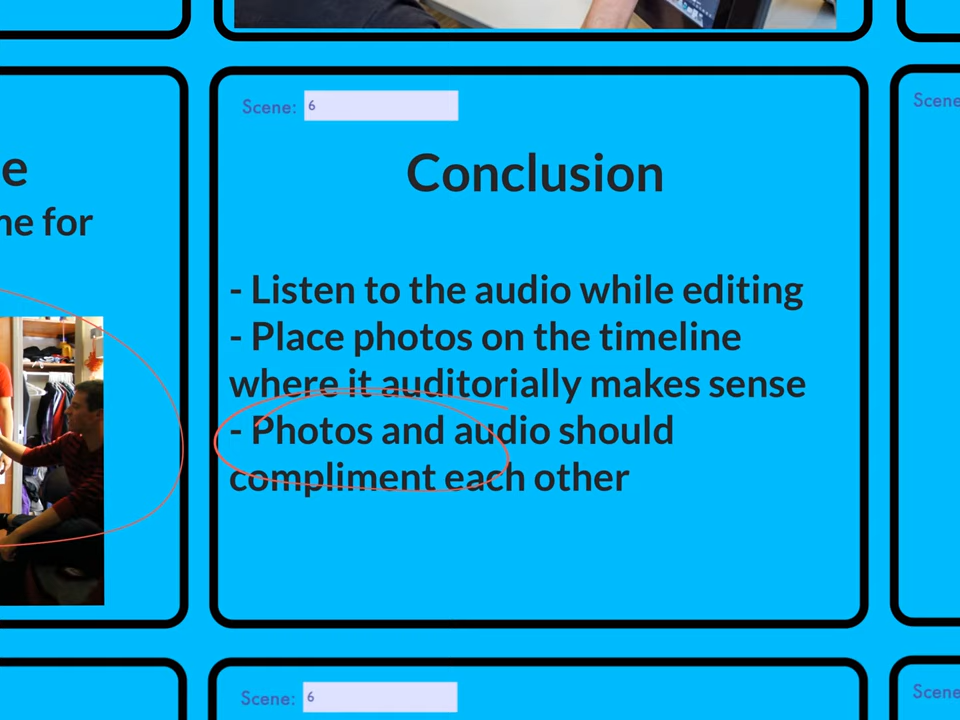 e
ne for
Scene: 6
Conclusion
- Listen to the audio while editing
- Place photos on the timeline
where it auditorially makes sense
- Photos and audio should
compliment each other
Scene
Scene: 6
Scene